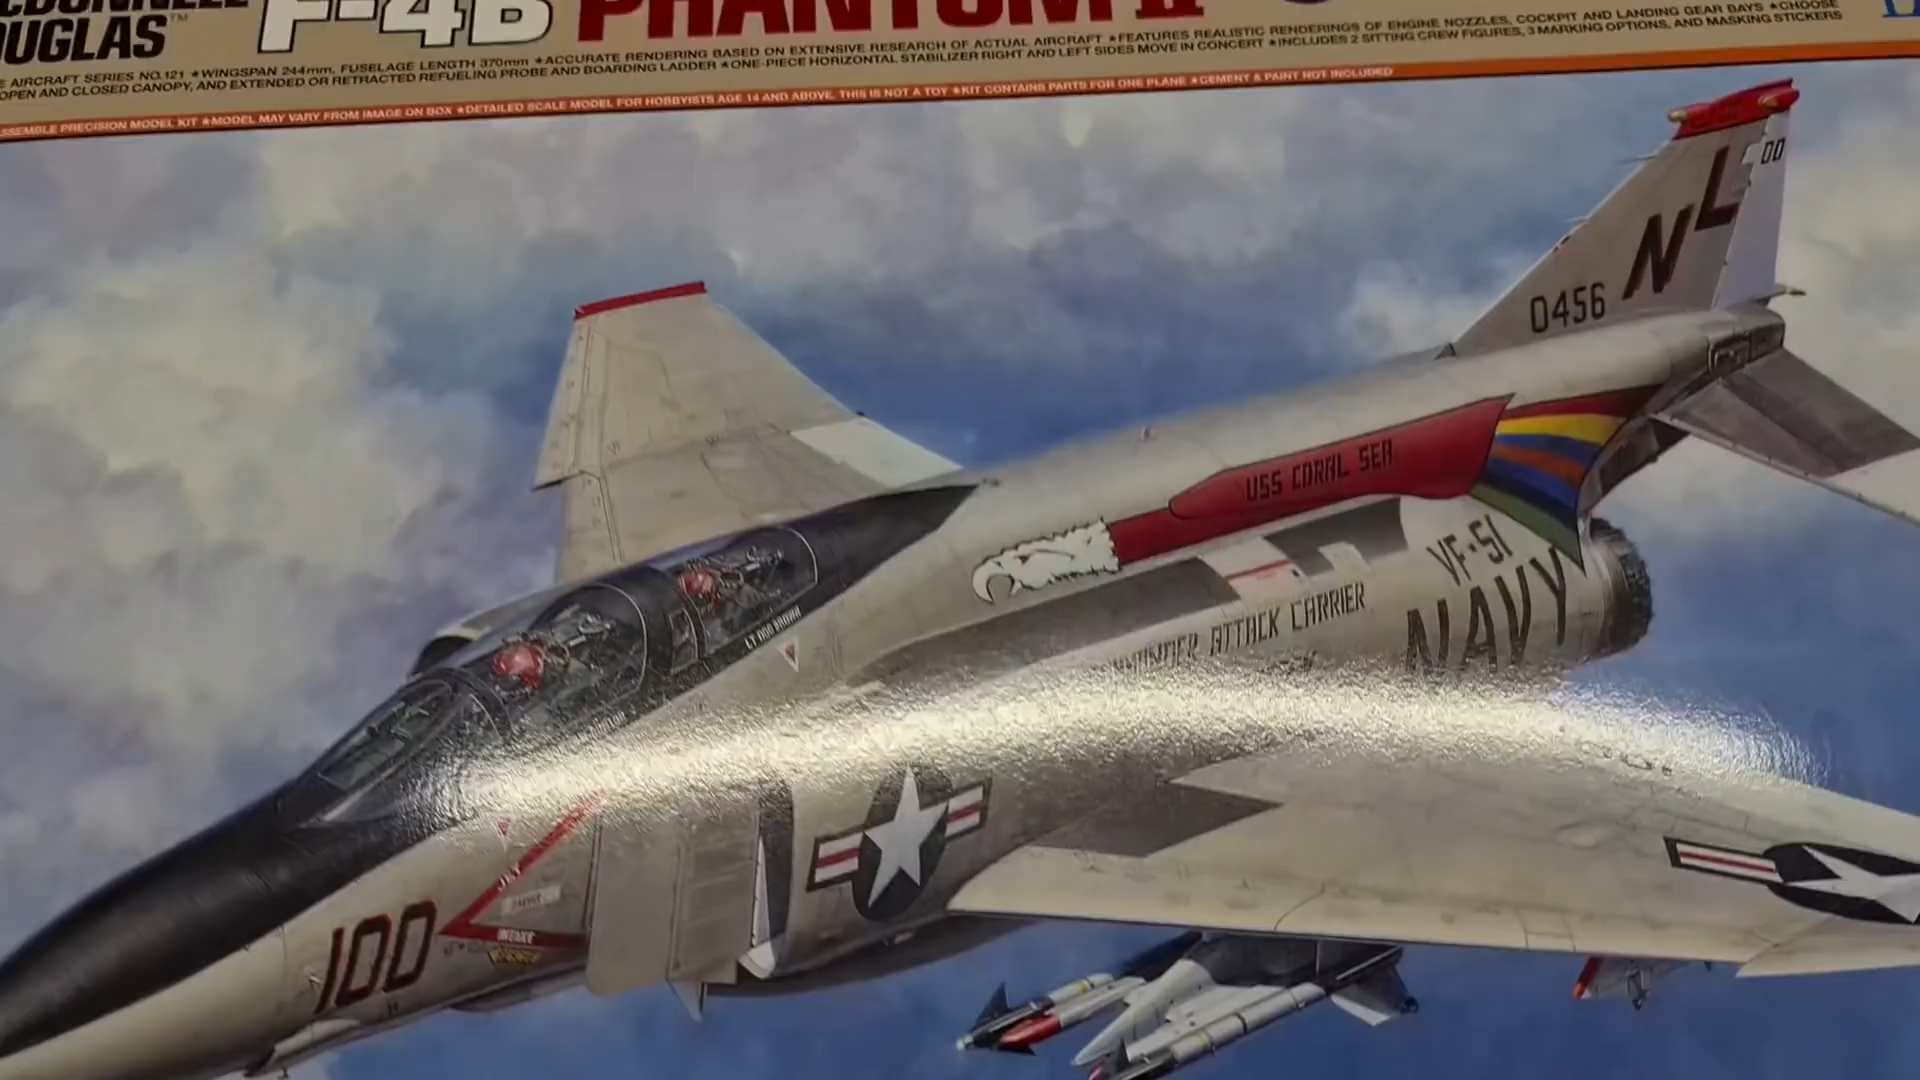 DOUGLAS™
F-4B PHANTOM II
AIRCRAFT SERIES NO.121 ★WINGSPAN 244mm, FUSELAGE LENGTH 370mm ★ACCURATE RENDERING BASED ON EXTENSIVE RESEARCH OF ACTUAL AIRCRAFT ★FEATURES REALISTIC RENDERINGS OF ENGINE NOZZLES, COCKPIT AND LANDING GEAR BAYS ★CHOOSE
OPEN AND CLOSED CANOPY, AND EXTENDED OR RETRACTED REFUELING PROBE AND BOARDING LADDER ★ONE-PIECE HORIZONTAL STABILIZER RIGHT AND LEFT SIDES MOVE IN CONCERT ★INCLUDES 2 SITTING CREW FIGURES, 3 MARKING OPTIONS, AND MASKING STICKERS
PRECISION MODEL KIT ★MODEL MAY VARY FROM IMAGE ON BOX ★DETAILED SCALE MODEL FOR HOBBYISTS AGE 14 AND ABOVE. THIS IS NOT A TOY ★KIT CONTAINS PARTS FOR ONE PLANE ★CEMENT & PAINT NOT INCLUDED
00
NL
0456
USS CORAL SEA
VF-51
NAVY
ATTACK CARRIER
JET
INTAKE
100